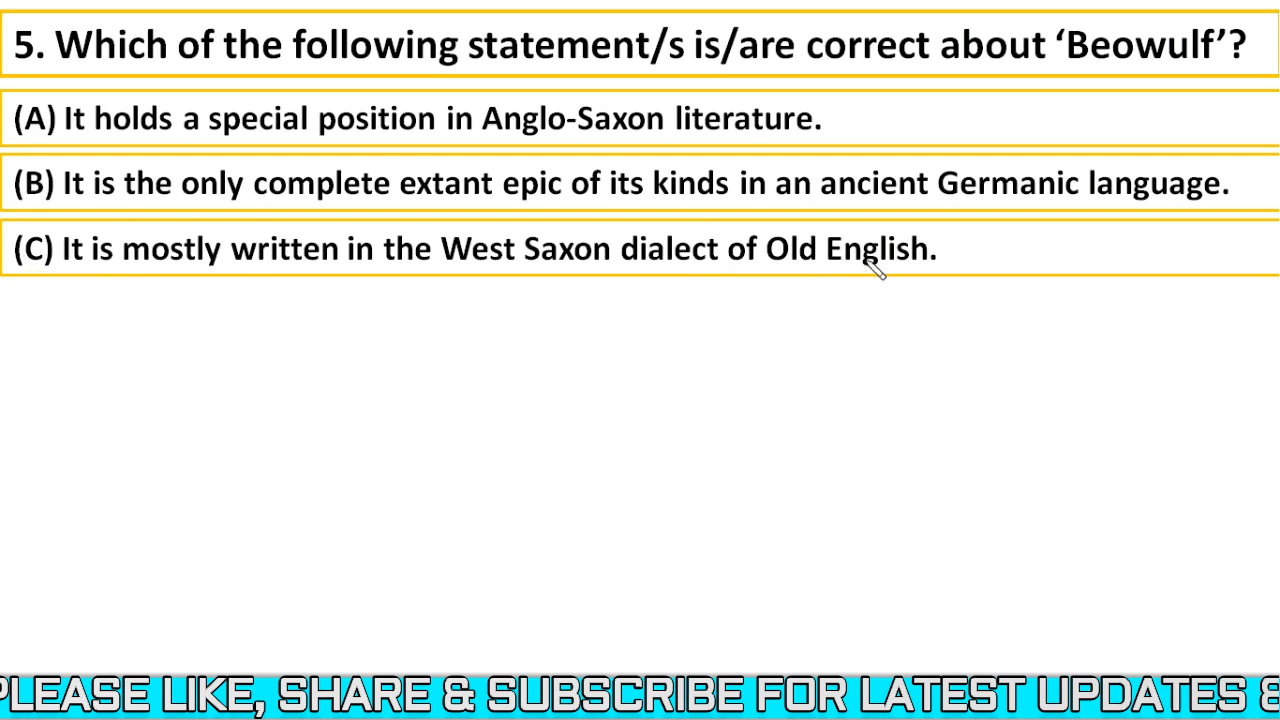 5. Which of the following statement/s is/are correct about ‘Beowulf’?
(A) It holds a special position in Anglo-Saxon literature.
(B) It is the only complete extant epic of its kinds in an ancient Germanic language.
(C) It is mostly written in the West Saxon dialect of Old English.
PLEASE LIKE, SHARE & SUBSCRIBE FOR LATEST UPDATES &